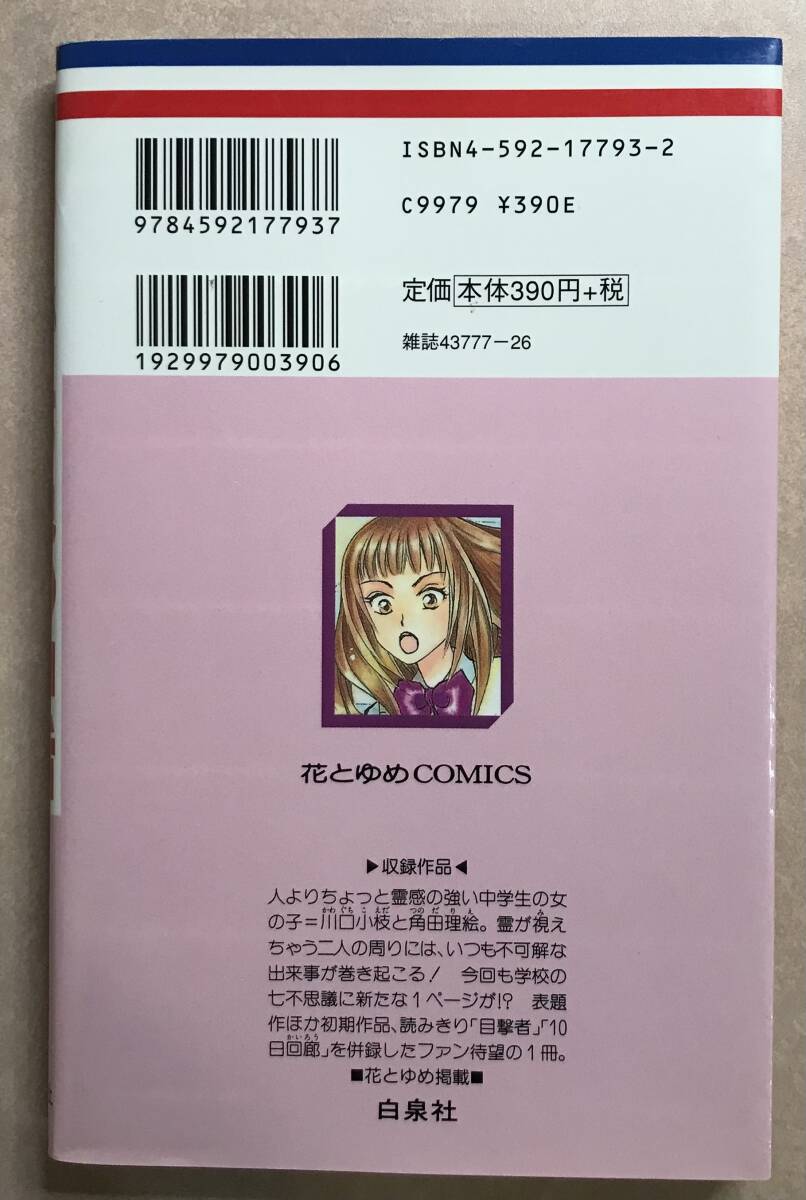 ISBN4-592-17793-2
9784592177937
C9979 ¥390E
定価本体390円+税
1929979003906
雑誌43777-26
花とゆめCOMICS
▶収録作品◀
人よりちょっと霊感の強い中学生の女
の子=川口小枝と角田理絵。霊が視え
ちゃう二人の周りには、いつも不可解な
出来事が巻き起こる! 今回も学校の
七不思議に新たな1ページが!? 表題
作ほか初期作品、読みきり「目撃者」「10
日回廊」を併録したファン待望の1冊。
■花とゆめ掲載■
白泉社